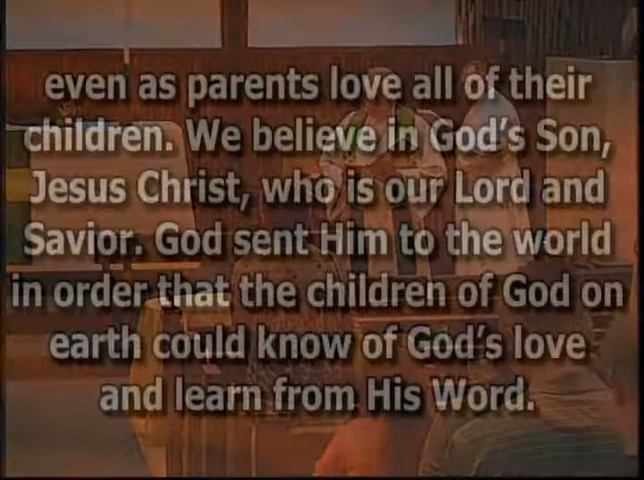 even as parents love all of their
children. We believe in God's Son,
Jesus Christ, who is our Lord and
Savior. God sent Him to the world
in order that the children of God on
earth could know of God's love
and learn from His Word.